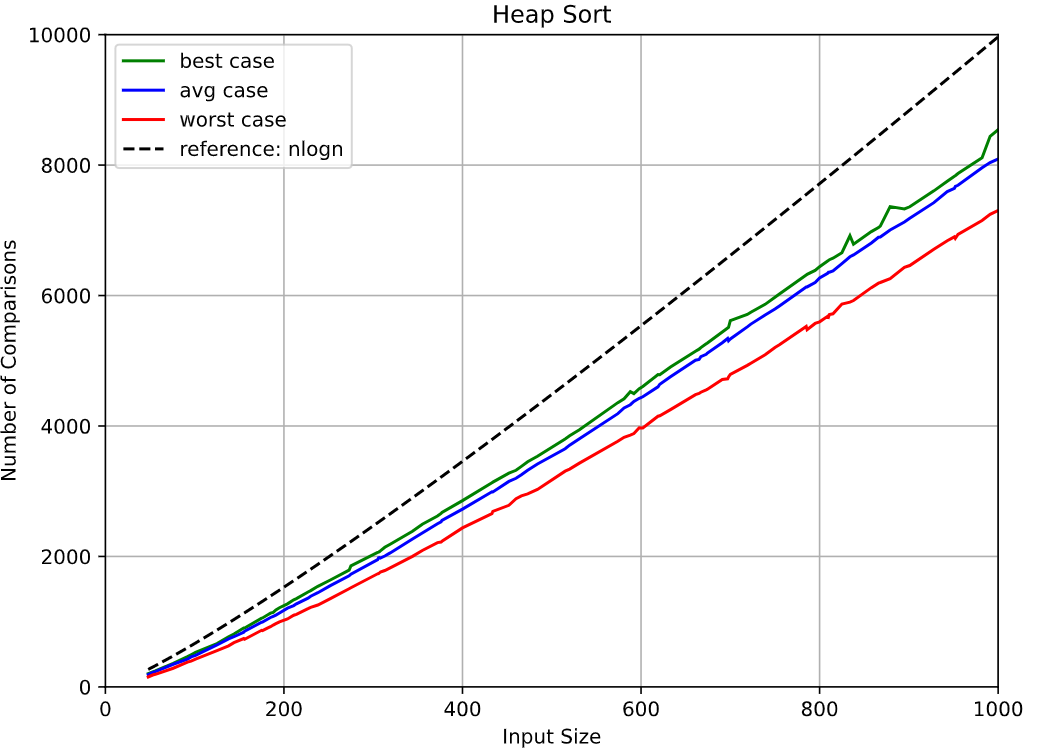 Heap Sort
best case
avg case
worst case
reference: nlogn
Number of Comparisons
10000
8000
6000
4000
2000
0
0 200 400 600 800 1000
Input Size